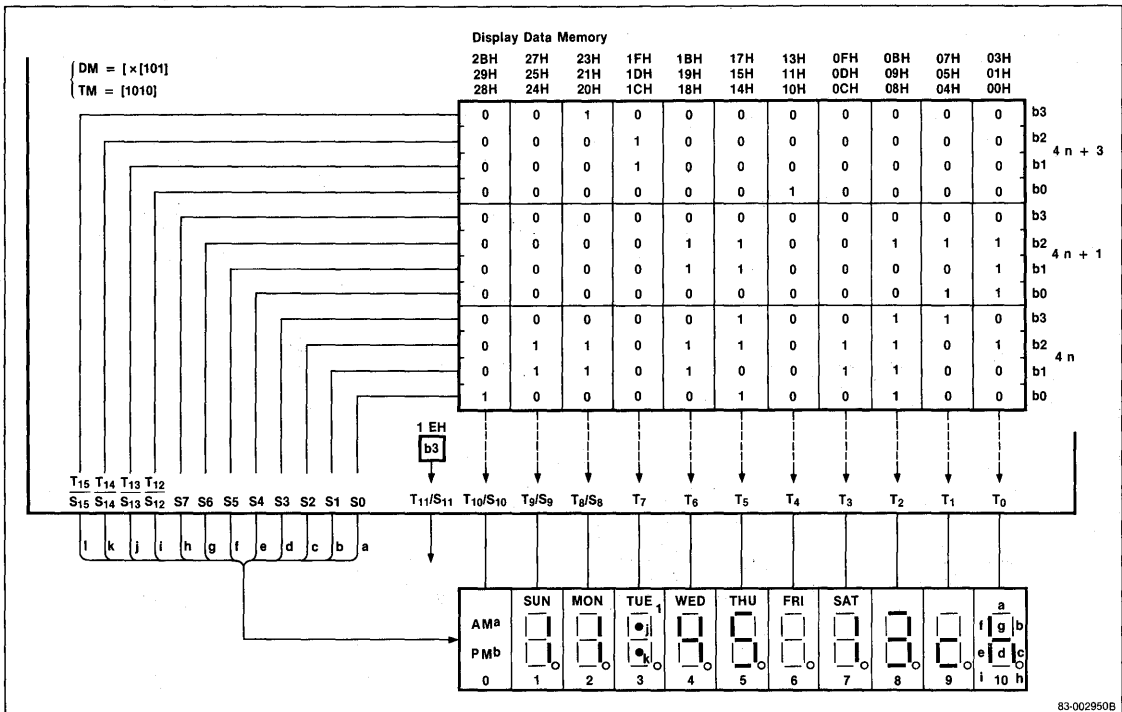 Display Data Memory
DM = [×[101]
TM = [1010]
2BH 27H 23H 1FH 1BH 17H 13H 0FH 0BH 07H 03H
29H 25H 21H 1DH 19H 15H 11H 0DH 09H 05H 01H
28H 24H 20H 1CH 18H 14H 10H 0CH 08H 04H 00H
0 0 1 0 0 0 0 0 0 0 0 b3
0 0 0 1 0 0 0 0 0 0 0 b2
4 n + 3
0 0 0 1 0 0 0 0 0 0 0 b1
0 0 0 0 0 0 1 0 0 0 0 b0
0 0 0 0 0 0 0 0 0 0 0 b3
0 0 0 0 1 1 0 0 1 1 1 b2
4 n + 1
0 0 0 0 1 1 0 0 0 0 1 b1
0 0 0 0 0 0 0 0 0 1 1 b0
0 0 0 0 0 1 0 0 1 1 0 b3
0 1 1 0 1 1 0 1 1 0 1 b2
4 n
0 1 1 0 1 0 0 1 1 0 0 b1
1 0 0 0 0 1 0 0 1 0 0 b0
1 EH
b3
T15 T14 T13 T12
S15 S14 S13 S12 S7 S6 S5 S4 S3 S2 S1 S0 T11/S11 T10/S10 T9/S9 T8/S8 T7 T6 T5 T4 T3 T2 T1 T0
l k j i h g f e d c b a
SUN MON TUE 1 WED THU FRI SAT a
AMa j f g b
PMb k e d c
0 1 2 3 4 5 6 7 8 9 i 10 h
83-002950B